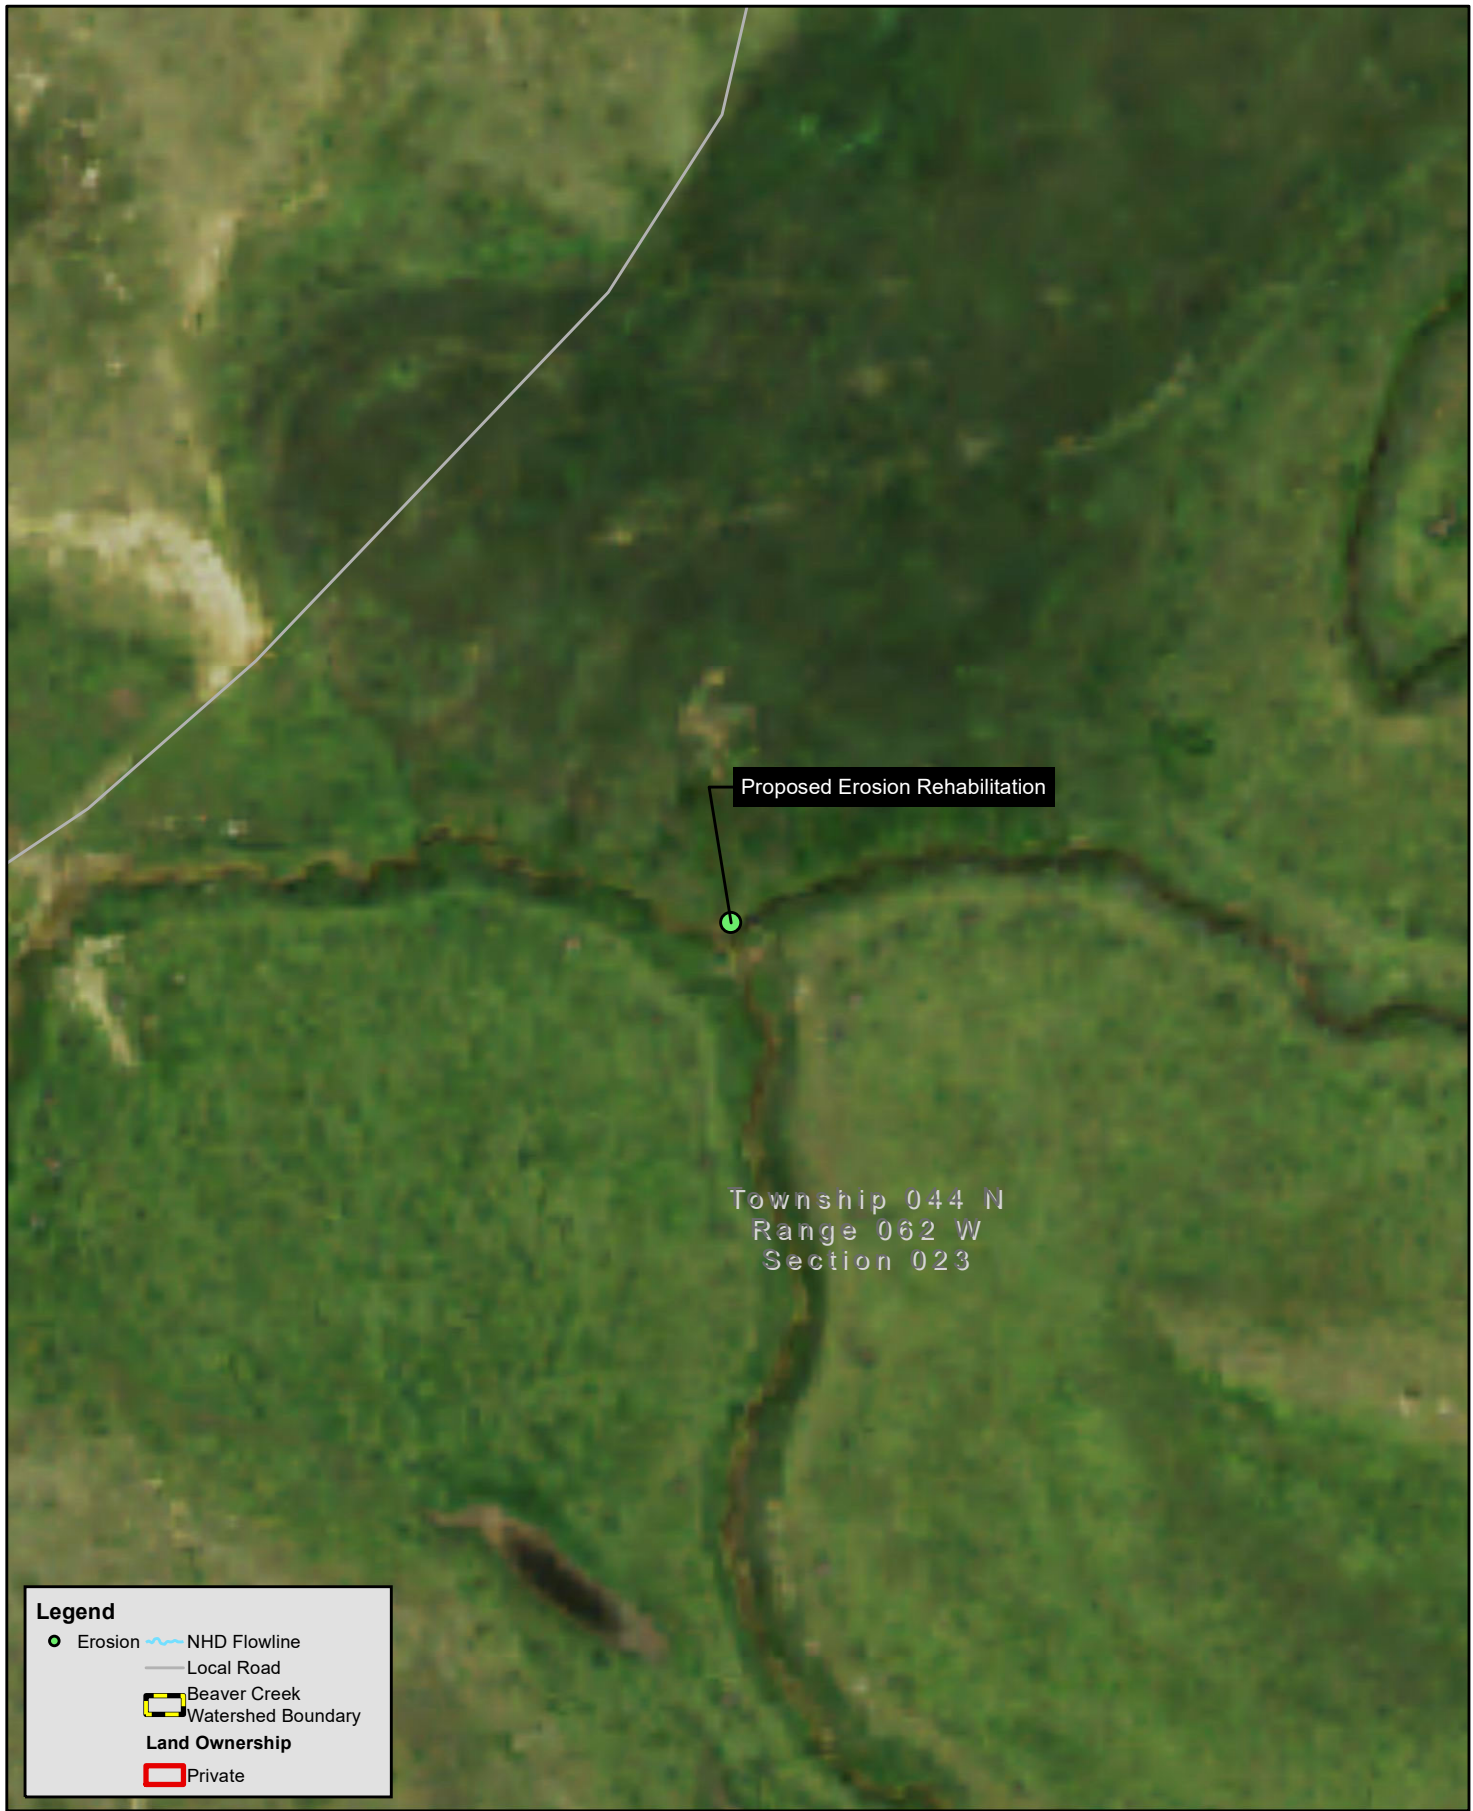 Proposed Erosion Rehabilitation
Township 044 N
Range 062 W
Section 023
Legend
Erosion
NHD Flowline
Local Road
Beaver Creek
Watershed Boundary
Land Ownership
Private